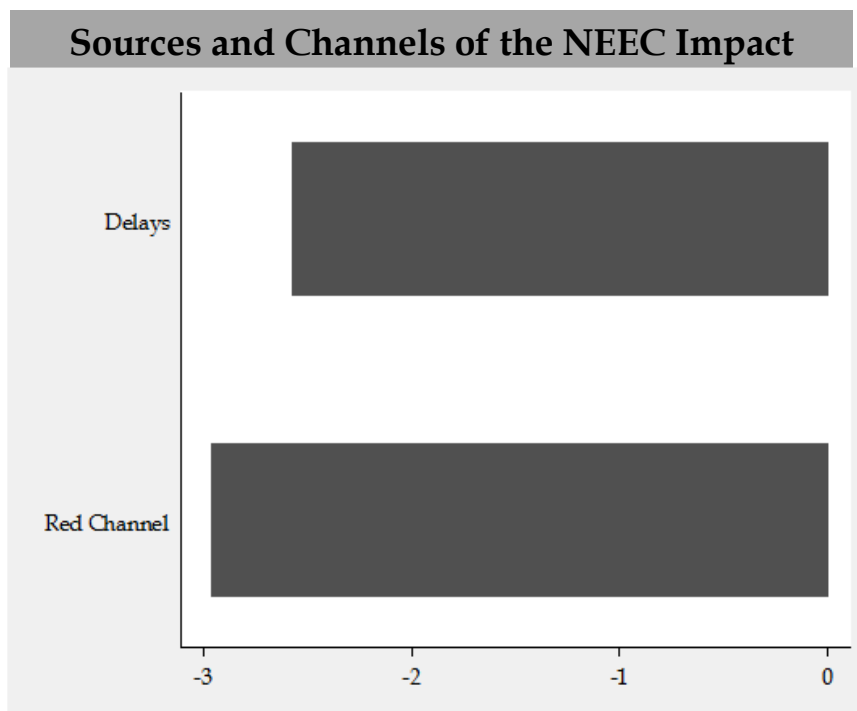 Sources and Channels of the NEEC Impact
Delays
Red Channel
-3 -2 -1 0